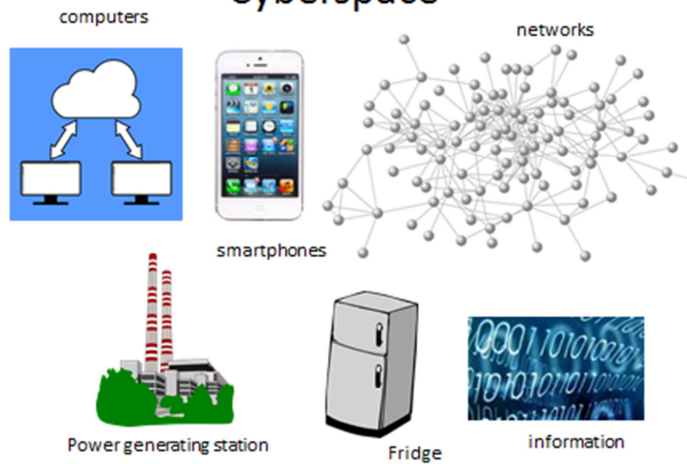 Cyberspace
computers
networks
smartphones
Power generating station
Fridge
information